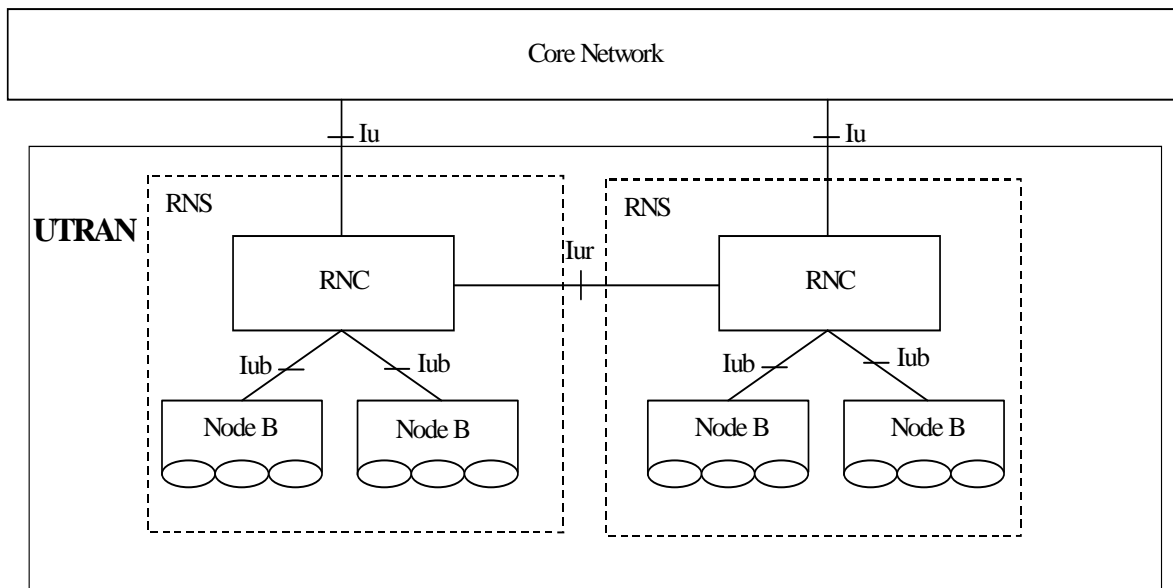 Core Network
Iu
Iu
UTRAN
RNS
RNS
RNC
Iur
RNC
Iub
Iub
Iub
Iub
Node B
Node B
Node B
Node B